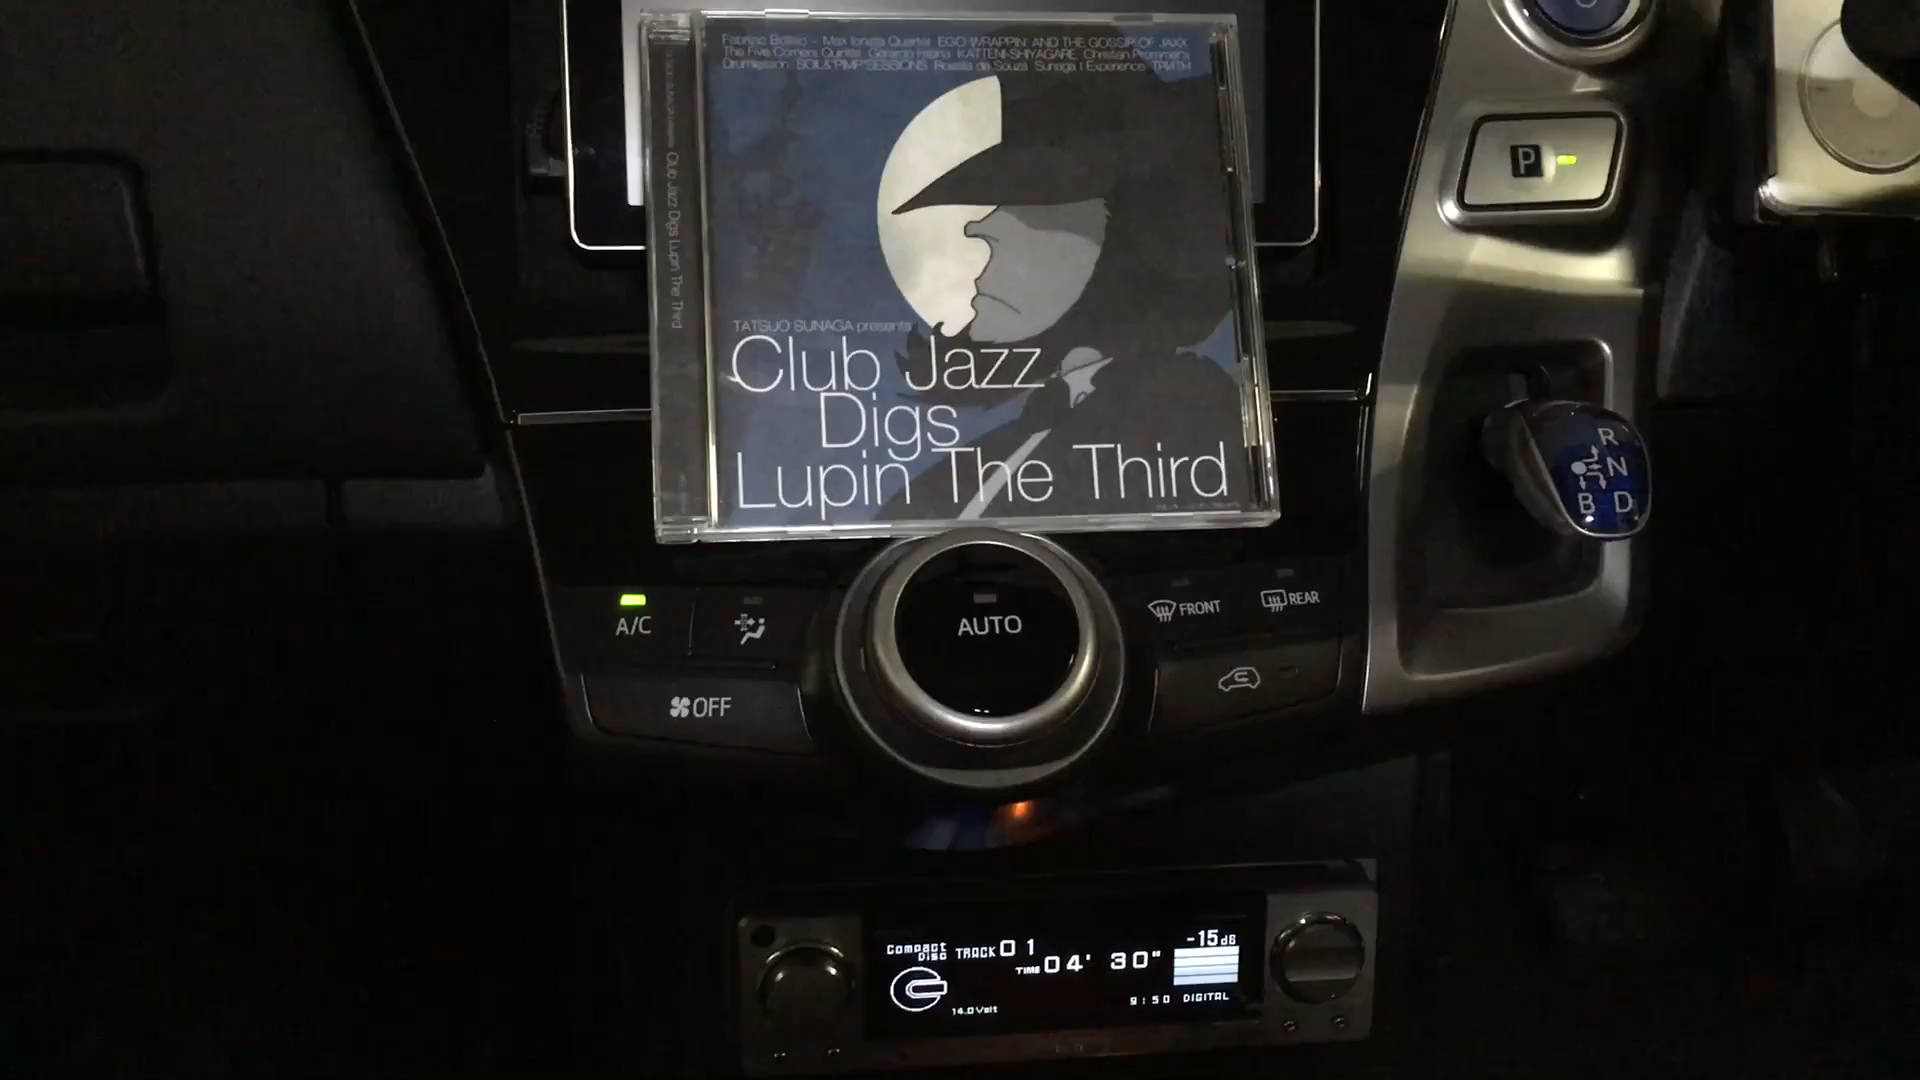 Fabrizio Bosso - Max Ionata Quartet EGO WRAPPIN' AND THE GOSSIP OF JAXX
The Five Corners Quintet Gerardo Frisina KATTENI-SHIYAGARE Christian Prommer's
Drumlesson SOIL&"PIMP"SESSIONS Rosalia de Souza Sunaga t Experience TRI4TH
Club Jazz Digs Lupin The Third
TATSUO SUNAGA presents
Club Jazz
Digs
Lupin The Third
P
R
N
B D
A/C
AUTO
FRONT
REAR
OFF
Compact
Disc
TRACK 01
-15dB
TIME 04' 30"
9:50 DIGITAL
14.0Volt